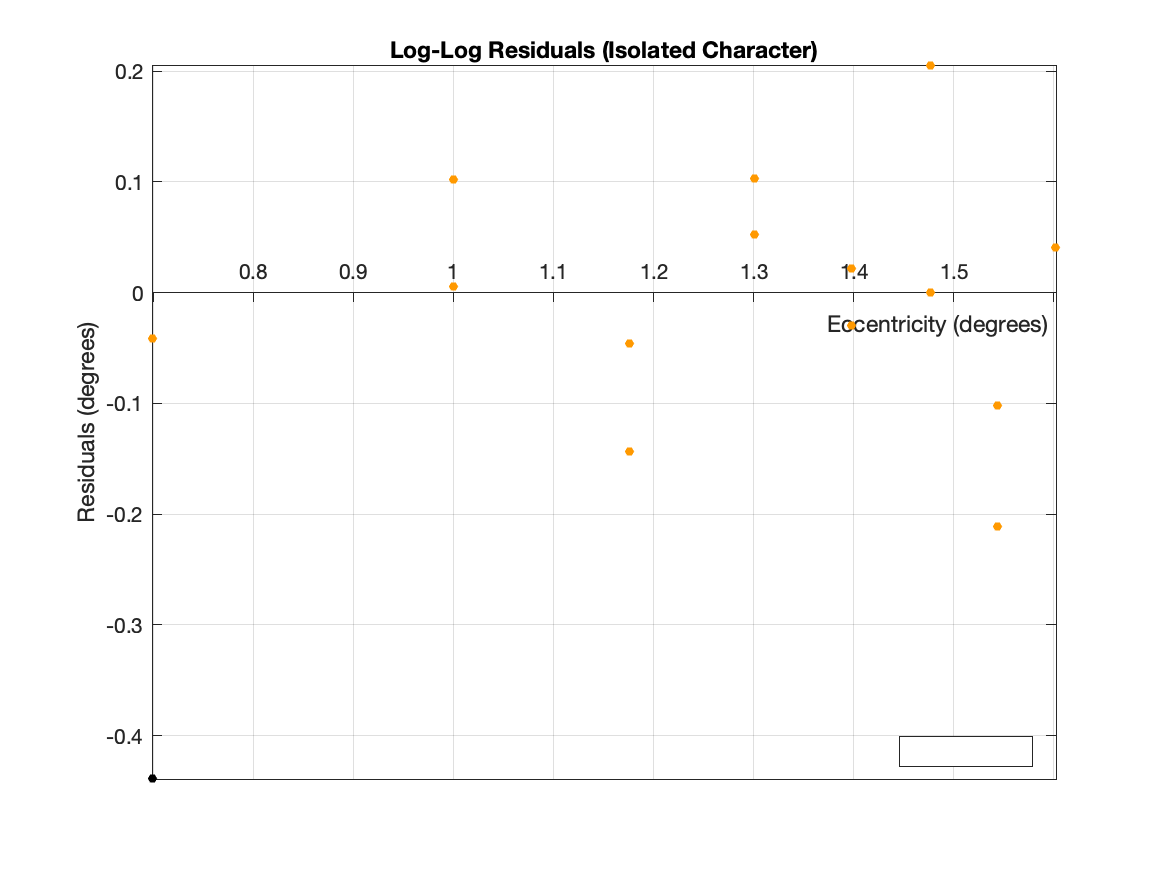 Log-Log Residuals (Isolated Character)
0.2
0.1
0.8 0.9 1 1.1 1.2 1.3 1.4 1.5
0
Eccentricity (degrees)
Residuals (degrees)
-0.1
-0.2
-0.3
-0.4